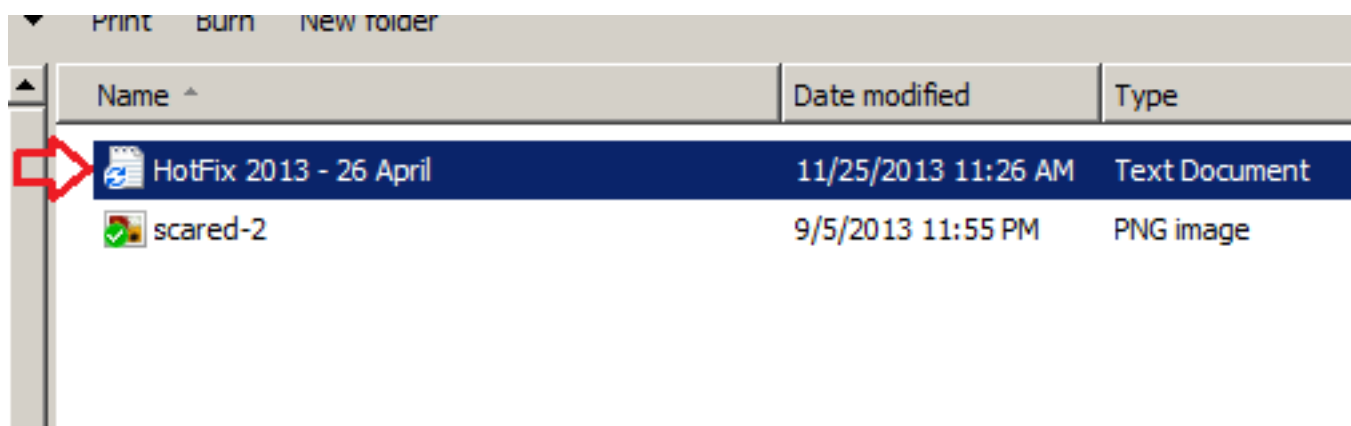 Print Burn New folder
Name Date modified Type
HotFix 2013 - 26 April 11/25/2013 11:26 AM Text Document
scared-2 9/5/2013 11:55 PM PNG image